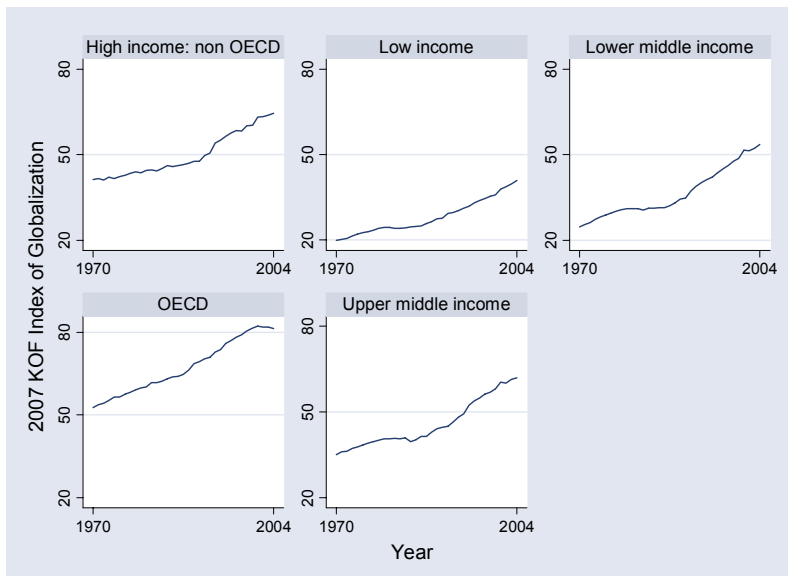 2007 KOF Index of Globalization
High income: non OECD
80
50
20
1970 2004
Low income
80
50
20
1970 2004
Lower middle income
80
50
20
1970 2004
OECD
80
50
20
1970 2004
Upper middle income
80
50
20
1970 2004
Year